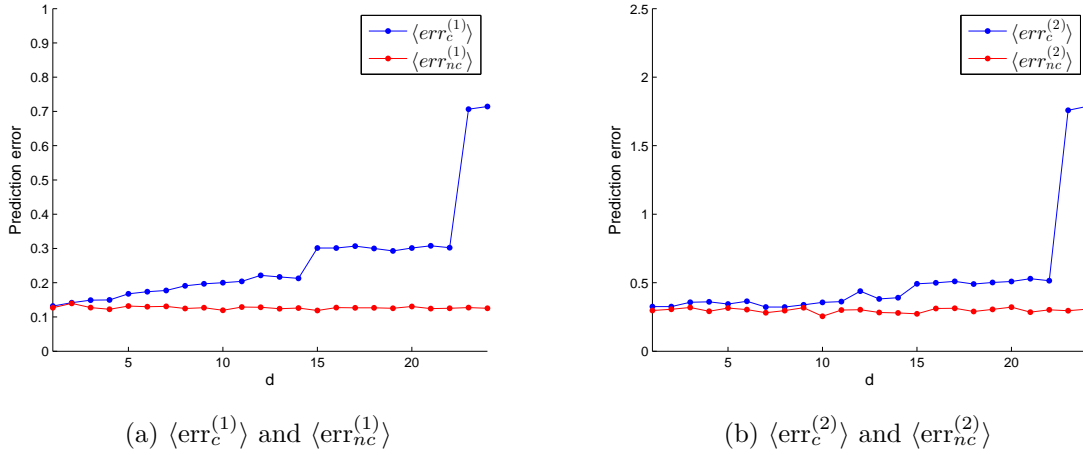 1
0.9
0.8
0.7
0.6
0.5
0.4
0.3
0.2
0.1
0
Prediction error
5 10 15 20
d
⟨err_c^(1)⟩
⟨err_nc^(1)⟩
(a) ⟨err_c^(1)⟩ and ⟨err_nc^(1)⟩
2.5
2
1.5
1
0.5
0
Prediction error
5 10 15 20
d
⟨err_c^(2)⟩
⟨err_nc^(2)⟩
(b) ⟨err_c^(2)⟩ and ⟨err_nc^(2)⟩